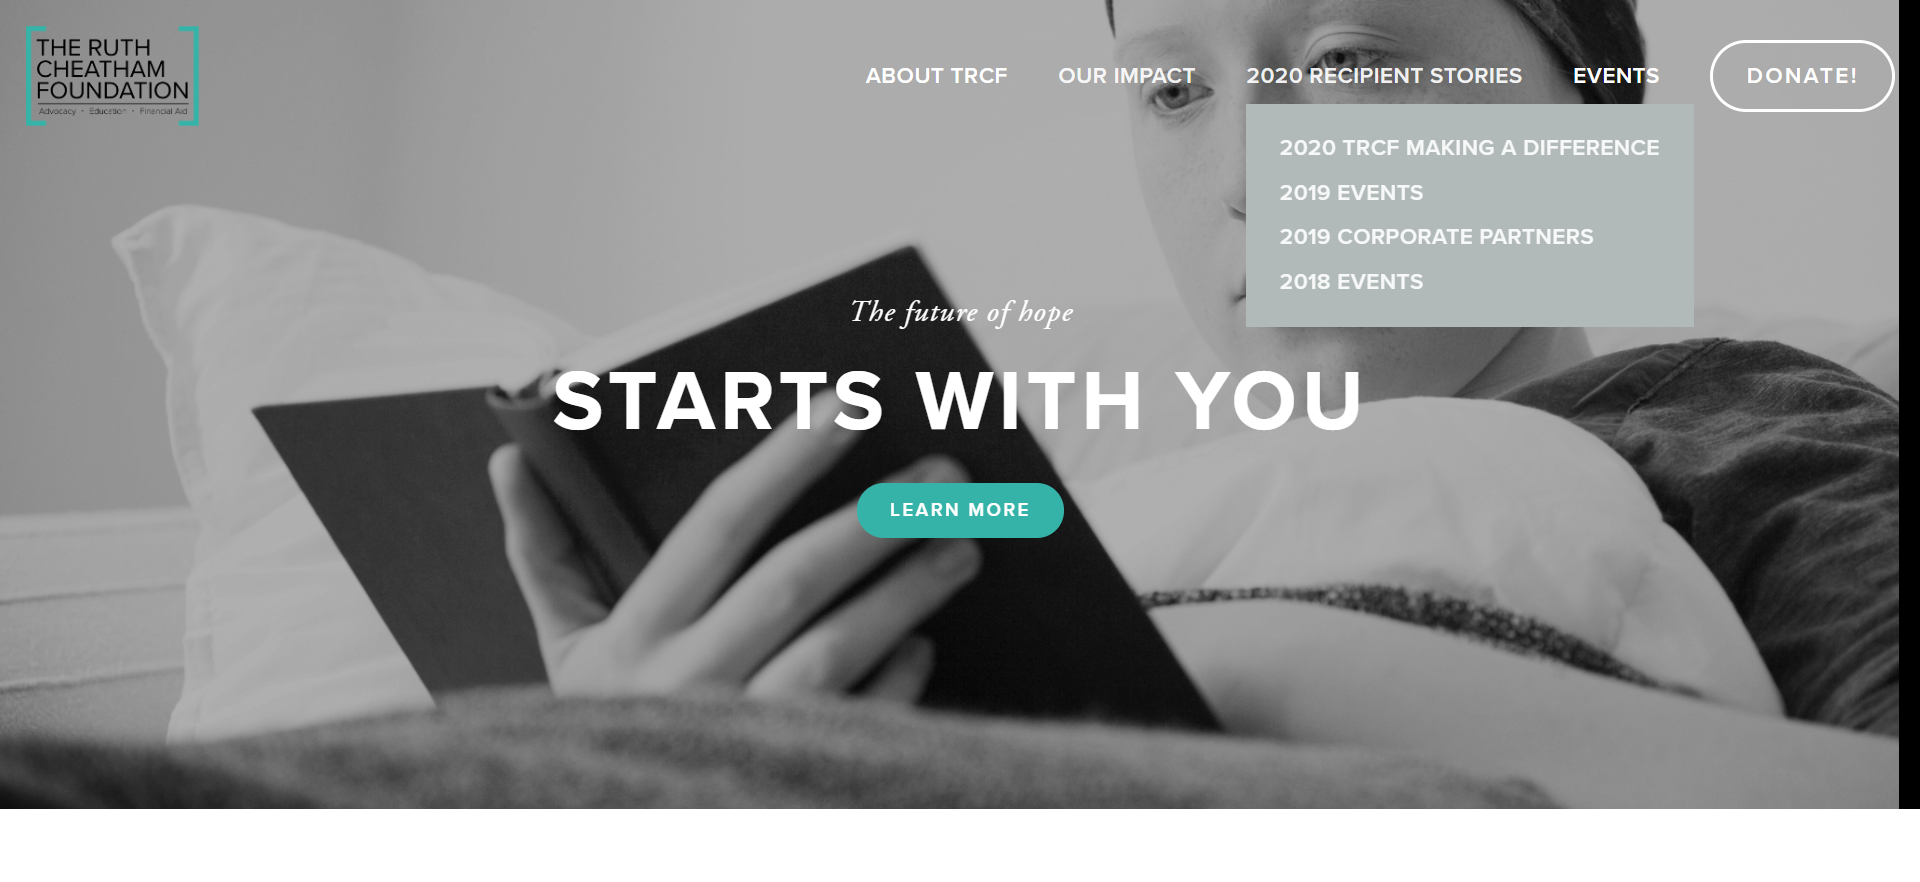 THE RUTH
CHEATHAM
FOUNDATION
Advocacy • Education • Financial Aid
ABOUT TRCF
OUR IMPACT
2020 RECIPIENT STORIES
EVENTS
DONATE!
2020 TRCF MAKING A DIFFERENCE
2019 EVENTS
2019 CORPORATE PARTNERS
2018 EVENTS
The future of hope
STARTS WITH YOU
LEARN MORE